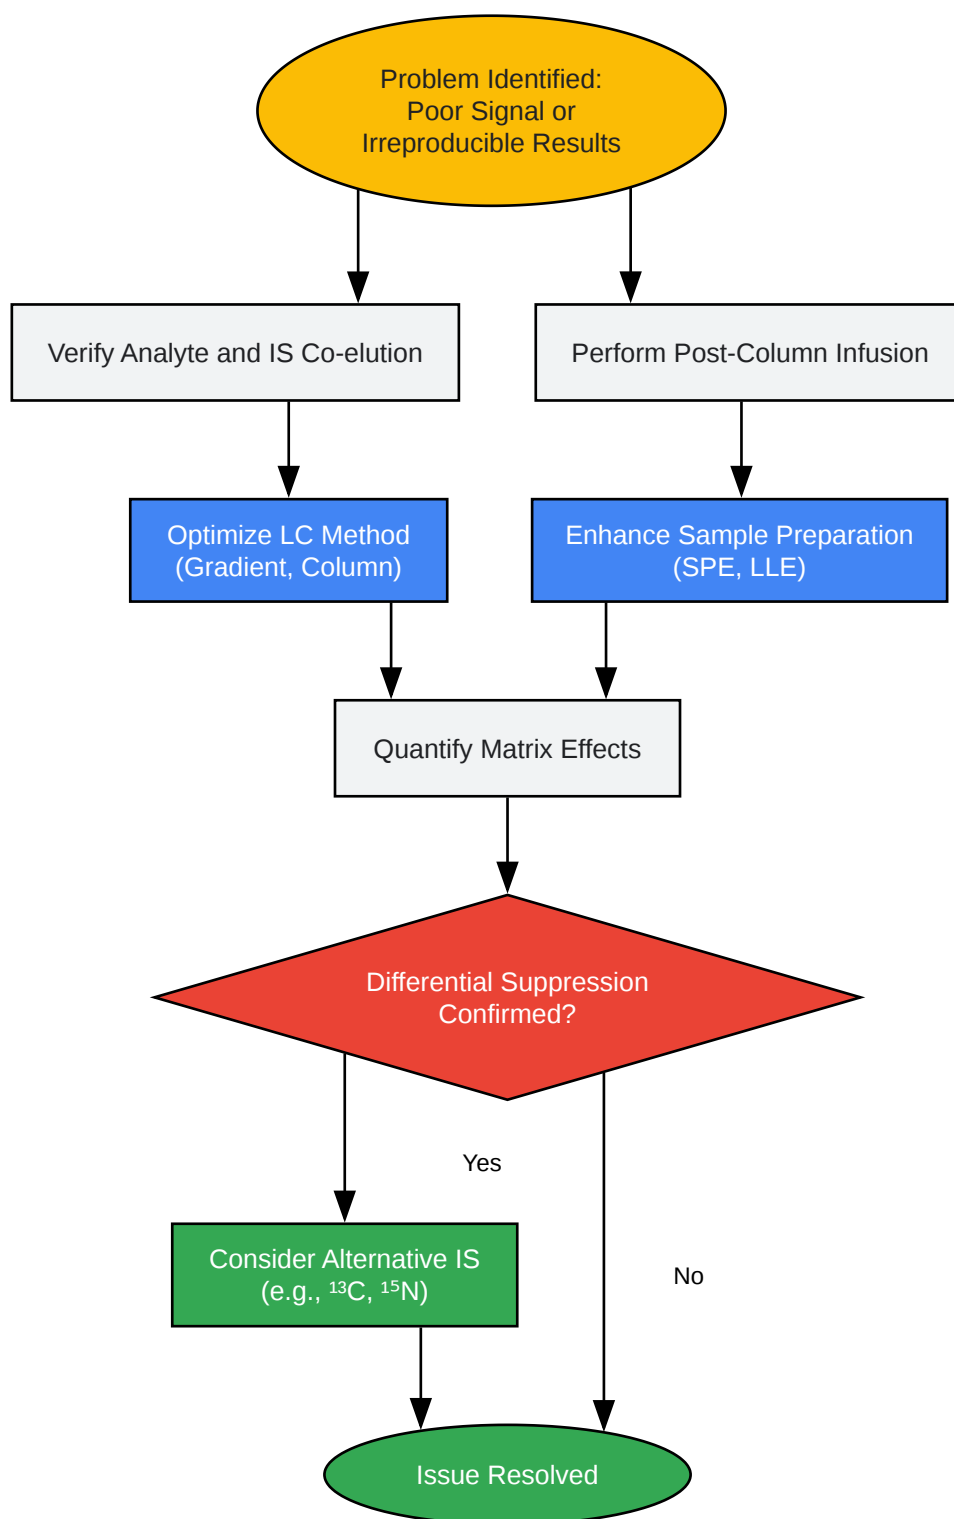 Problem Identified:
Poor Signal or
Irreproducible Results
Verify Analyte and IS Co-elution
Perform Post-Column Infusion
Optimize LC Method
(Gradient, Column)
Enhance Sample Preparation
(SPE, LLE)
Quantify Matrix Effects
Differential Suppression
Confirmed?
Yes
Consider Alternative IS
(e.g., ¹³C, ¹⁵N)
No
Issue Resolved